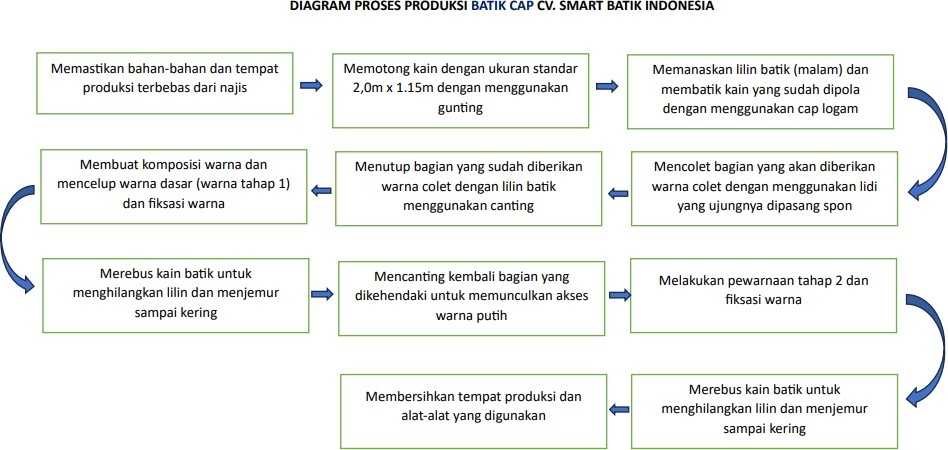 DIAGRAM PROSES PRODUKSI BATIK CAP CV. SMART BATIK INDONESIA
Memastikan bahan-bahan dan tempat
produksi terbebas dari najis
Memotong kain dengan ukuran standar
2,0m x 1.15m dengan menggunakan
gunting
Memanaskan lilin batik (malam) dan
membatik kain yang sudah dipola
dengan menggunakan cap logam
Mencolet bagian yang akan diberikan
warna colet dengan menggunakan lidi
yang ujungnya dipasang spon
Menutup bagian yang sudah diberikan
warna colet dengan lilin batik
menggunakan canting
Membuat komposisi warna dan
mencelup warna dasar (warna tahap 1)
dan fiksasi warna
Merebus kain batik untuk
menghilangkan lilin dan menjemur
sampai kering
Mencanting kembali bagian yang
dikehendaki untuk memunculkan akses
warna putih
Melakukan pewarnaan tahap 2 dan
fiksasi warna
Merebus kain batik untuk
menghilangkan lilin dan menjemur
sampai kering
Membersihkan tempat produksi dan
alat-alat yang digunakan